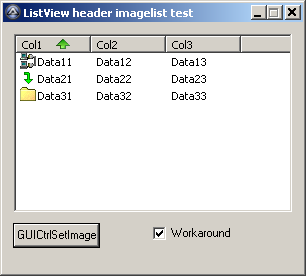 ListView header imagelist test
Col1 Col2 Col3
Data11 Data12 Data13
Data21 Data22 Data23
Data31 Data32 Data33
GUICtrlSetImage Workaround